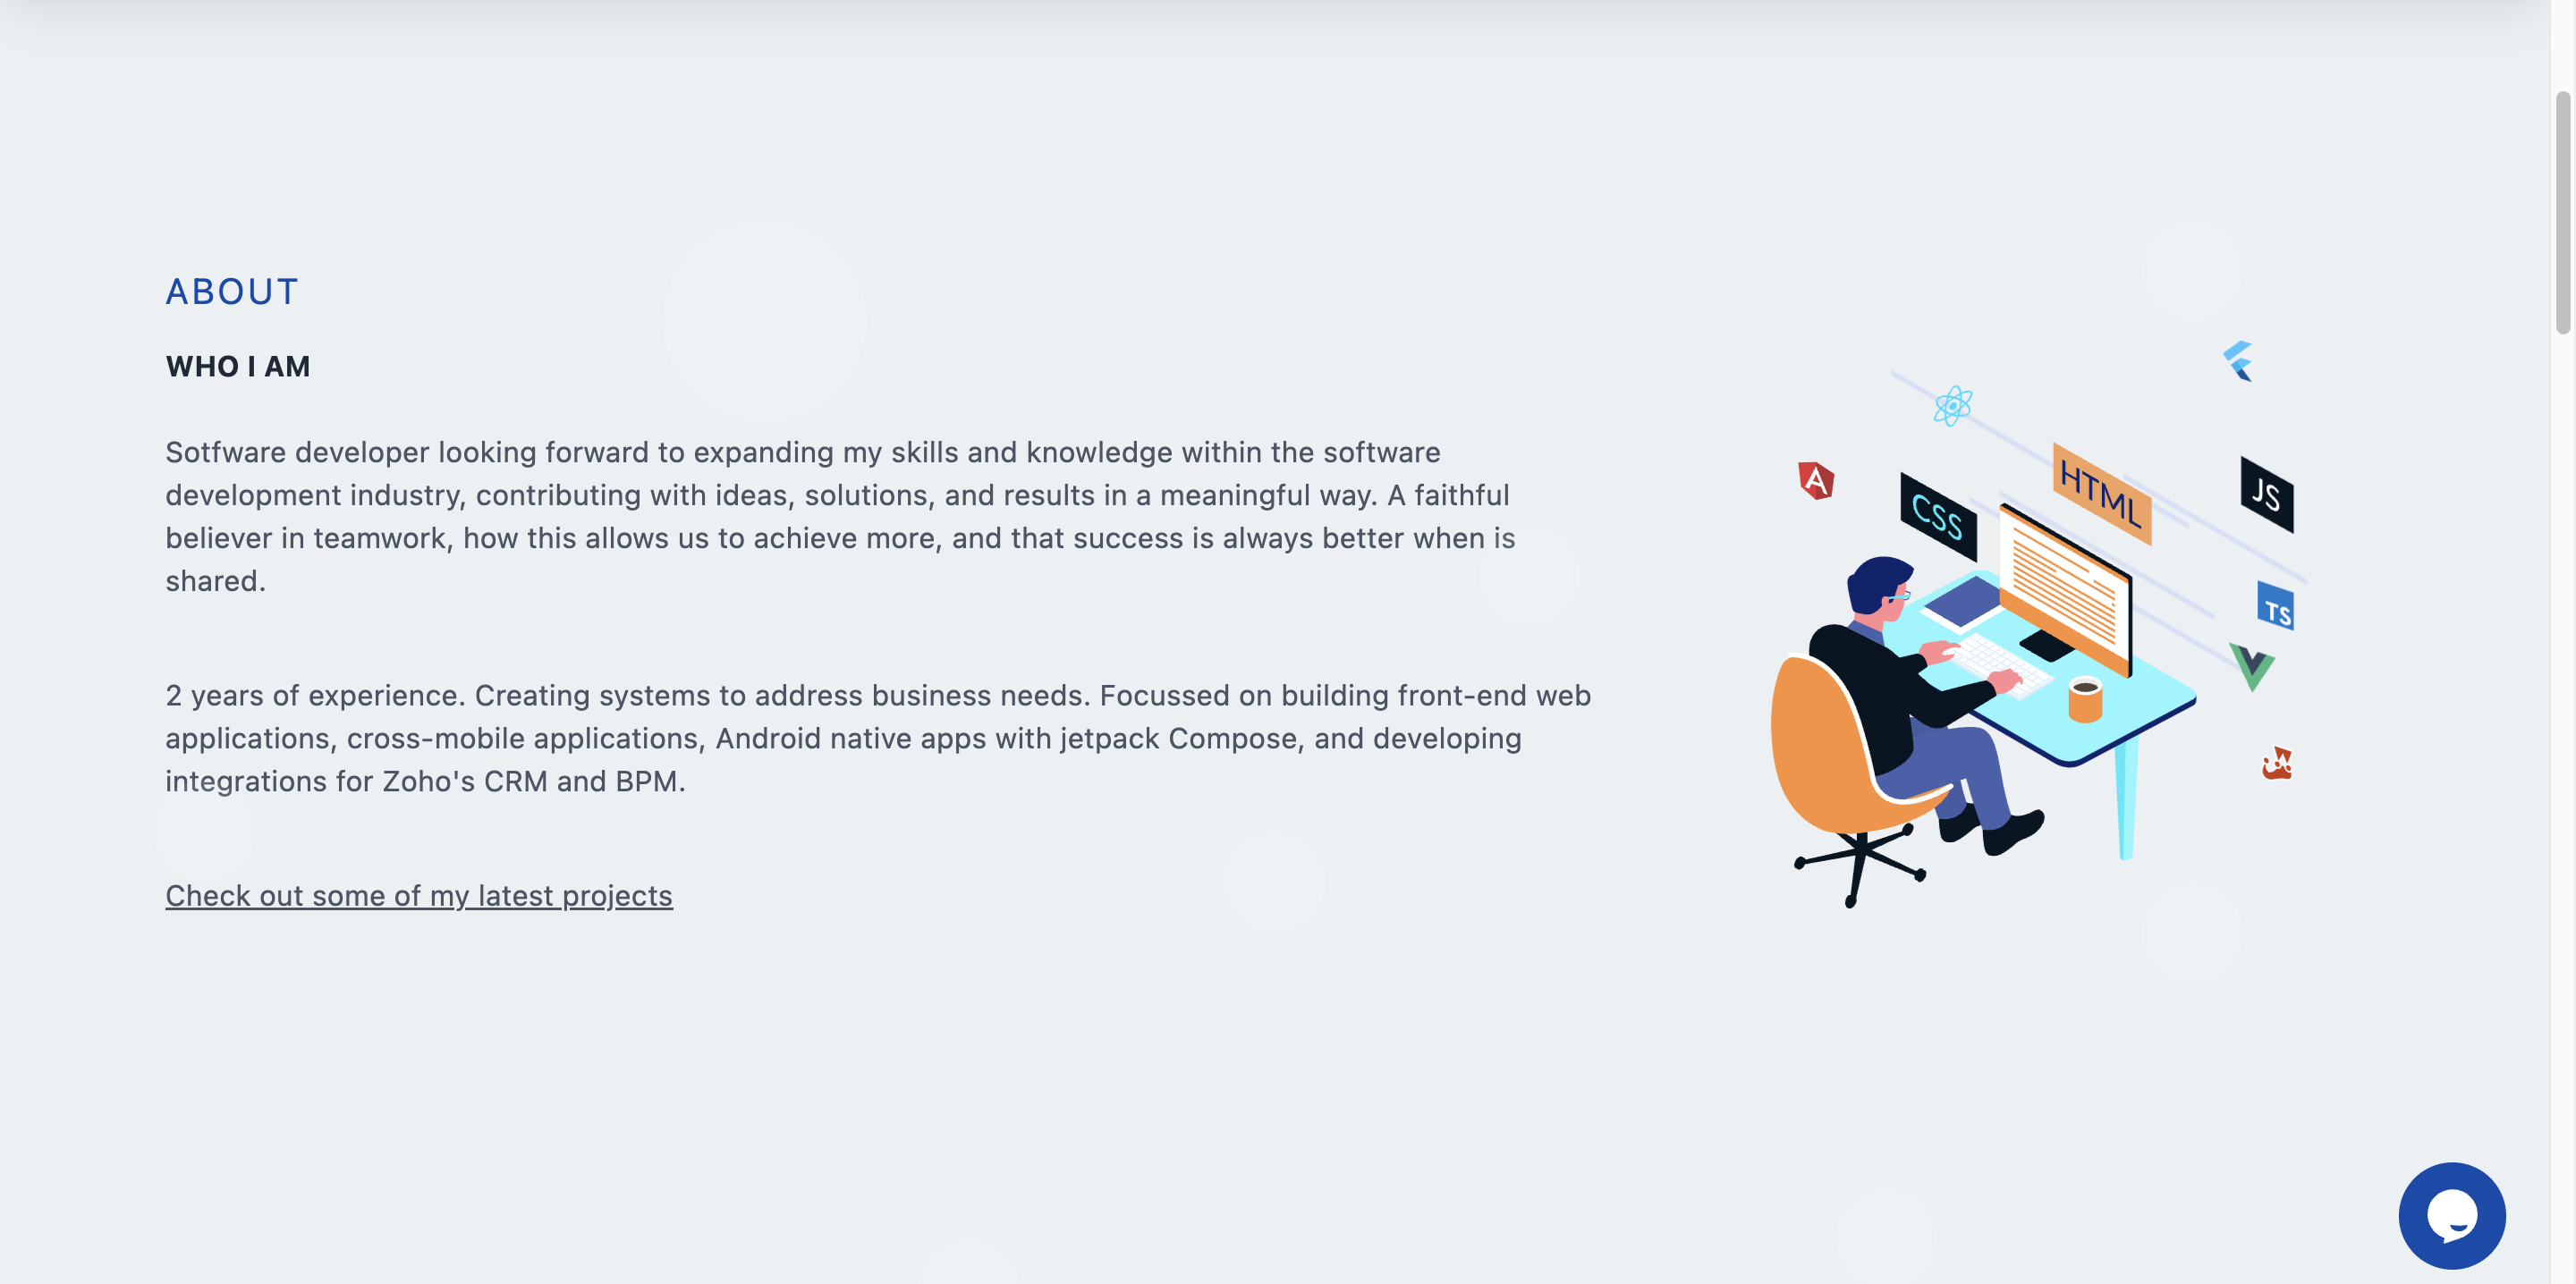 ABOUT
WHO I AM
Sotfware developer looking forward to expanding my skills and knowledge within the software
development industry, contributing with ideas, solutions, and results in a meaningful way. A faithful
believer in teamwork, how this allows us to achieve more, and that success is always better when is
shared.
2 years of experience. Creating systems to address business needs. Focussed on building front-end web
applications, cross-mobile applications, Android native apps with jetpack Compose, and developing
integrations for Zoho's CRM and BPM.
Check out some of my latest projects
A
CSS
HTML
JS
TS